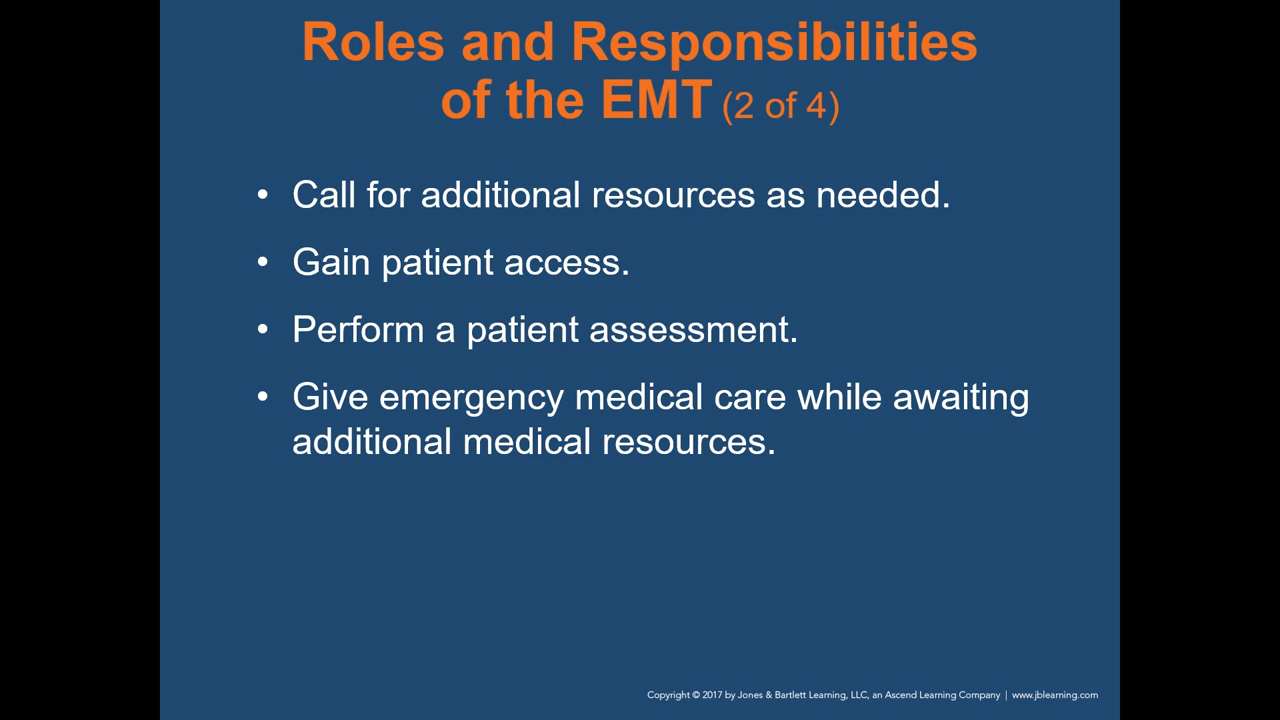 Roles and Responsibilities
of the EMT (2 of 4)
• Call for additional resources as needed.
• Gain patient access.
• Perform a patient assessment.
• Give emergency medical care while awaiting
additional medical resources.
Copyright © 2017 by Jones & Bartlett Learning, LLC, an Ascend Learning Company | www.jblearning.com